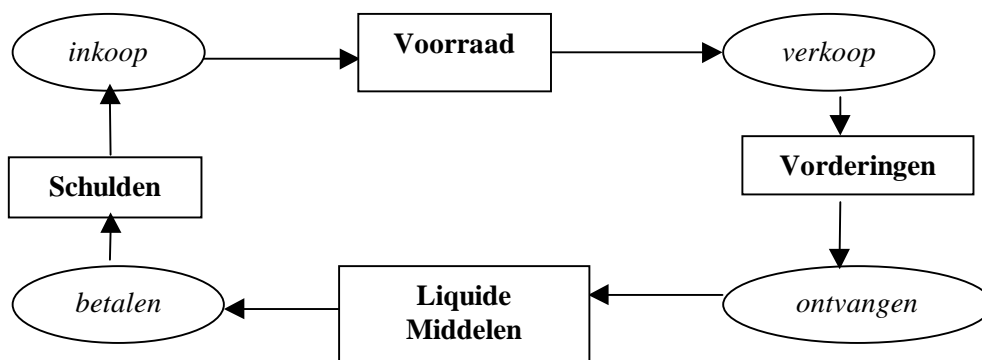 inkoop
Voorraad
verkoop
Schulden
Vorderingen
betalen
Liquide
Middelen
ontvangen